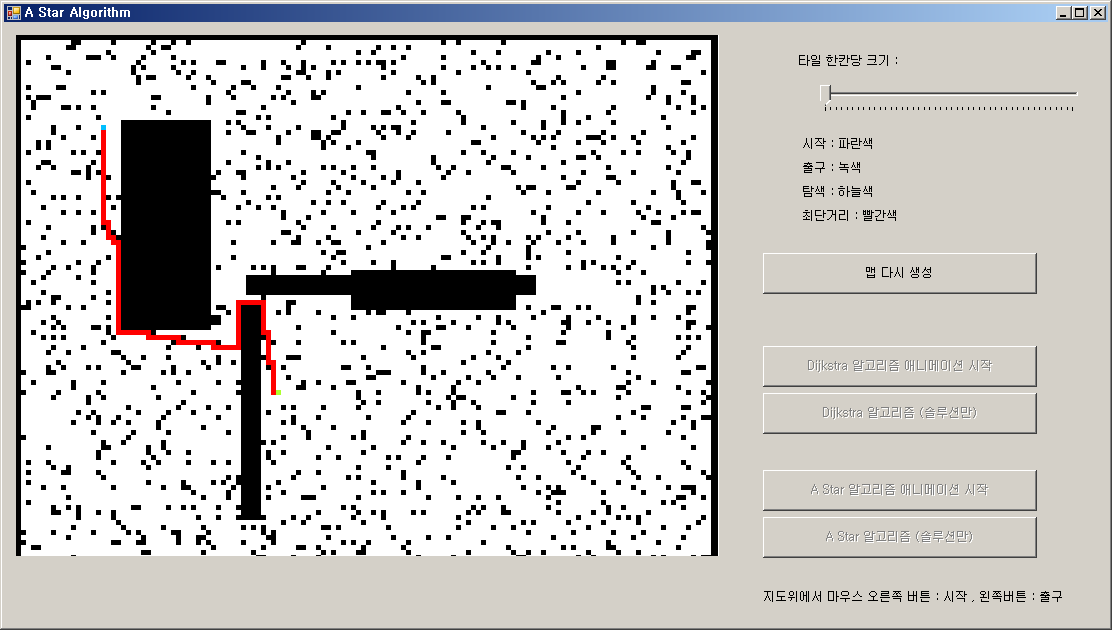 A Star Algorithm
타일 한칸당 크기 :
시작 : 파란색
출구 : 녹색
탐색 : 하늘색
최단거리 : 빨간색
맵 다시 생성
Dijkstra 알고리즘 애니메이션 시작
Dijkstra 알고리즘 (솔루션만)
A Star 알고리즘 애니메이션 시작
A Star 알고리즘 (솔루션만)
지도위에서 마우스 오른쪽 버튼 : 시작 , 왼쪽버튼 : 출구